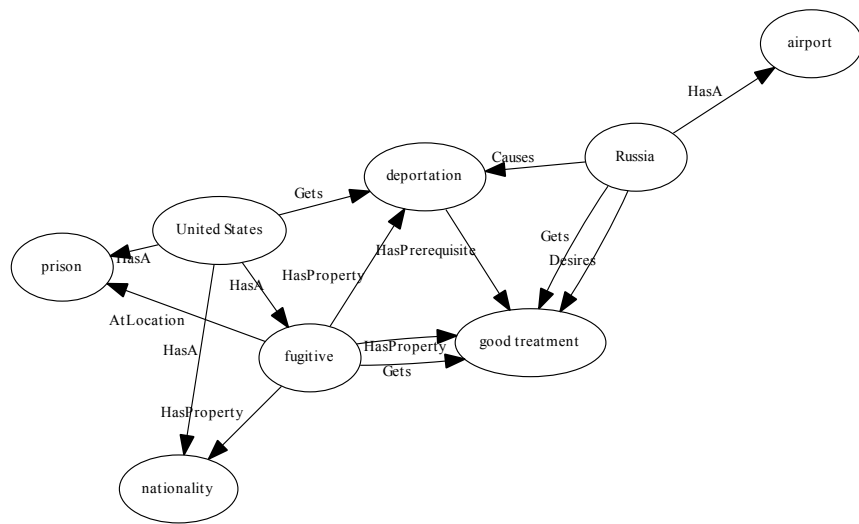 airport
HasA
Russia
Causes
deportation
Gets
United States
Gets
HasPrerequisite
Desires
HasA
prison
HasA
HasProperty
AtLocation
good treatment
HasProperty
fugitive
HasA
Gets
HasProperty
nationality